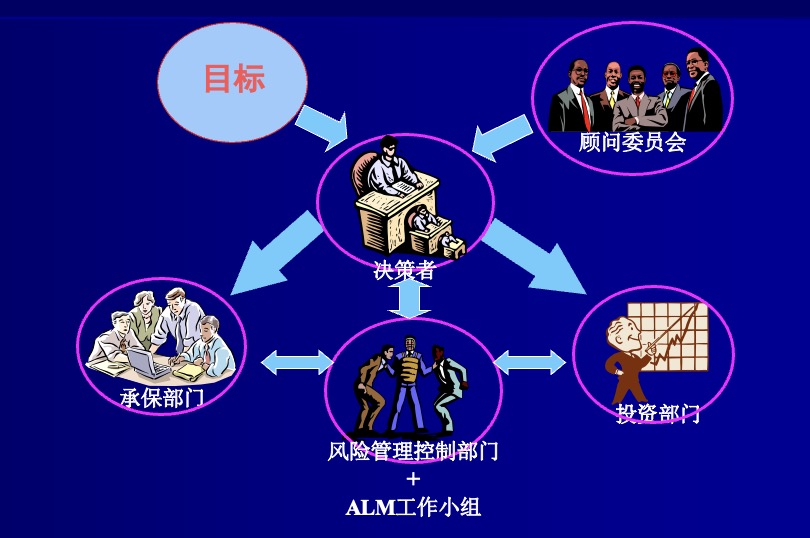 目标
顾问委员会
决策者
承保部门
投资部门
风险管理控制部门
+
ALM工作小组